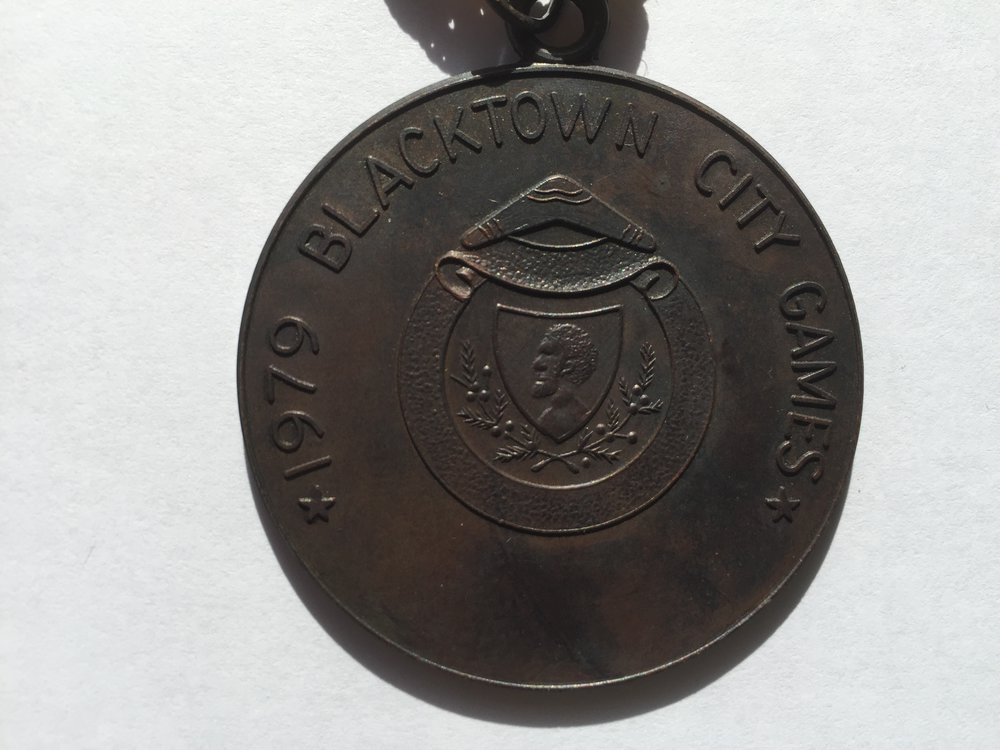 ★ 1979 BLACKTOWN CITY GAMES ★